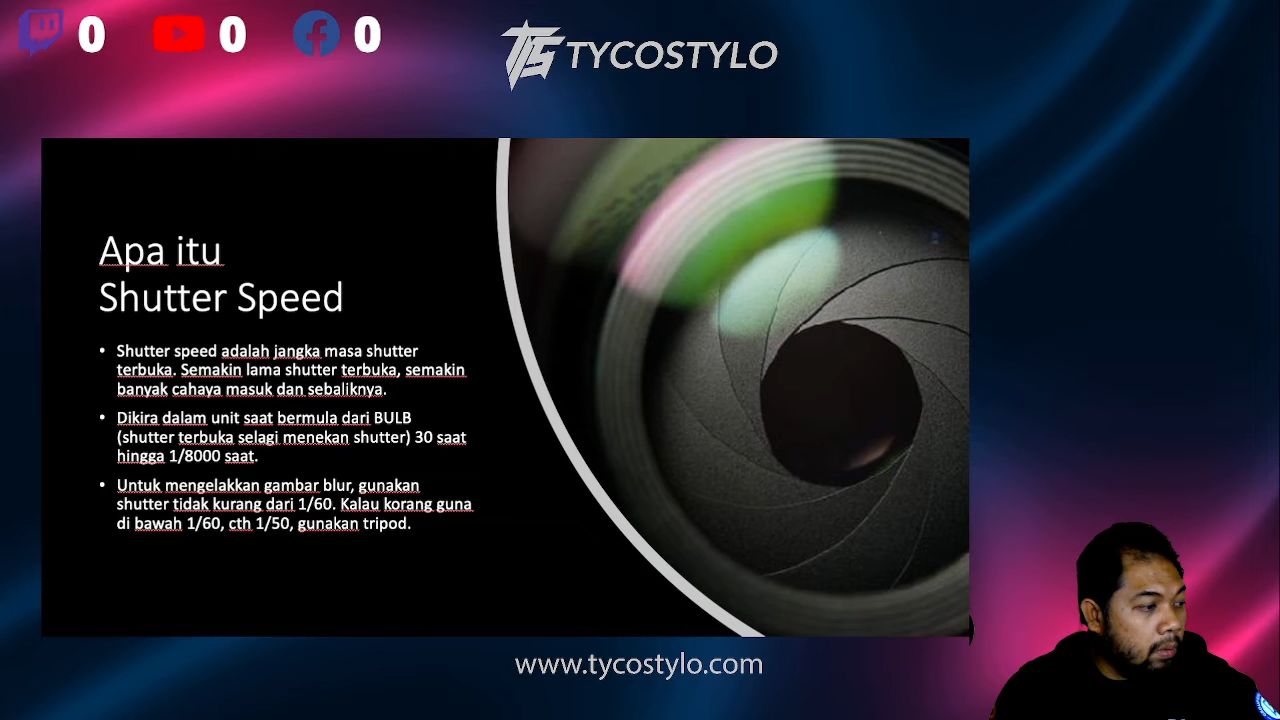 0 0 0
TYCOSTYLO
Apa itu
Shutter Speed
• Shutter speed adalah jangka masa shutter
terbuka. Semakin lama shutter terbuka, semakin
banyak cahaya masuk dan sebaliknya.
• Dikira dalam unit saat bermula dari BULB
(shutter terbuka selagi menekan shutter) 30 saat
hingga 1/8000 saat.
• Untuk mengelakkan gambar blur, gunakan
shutter tidak kurang dari 1/60. Kalau korang guna
di bawah 1/60, cth 1/50, gunakan tripod.
www.tycostylo.com